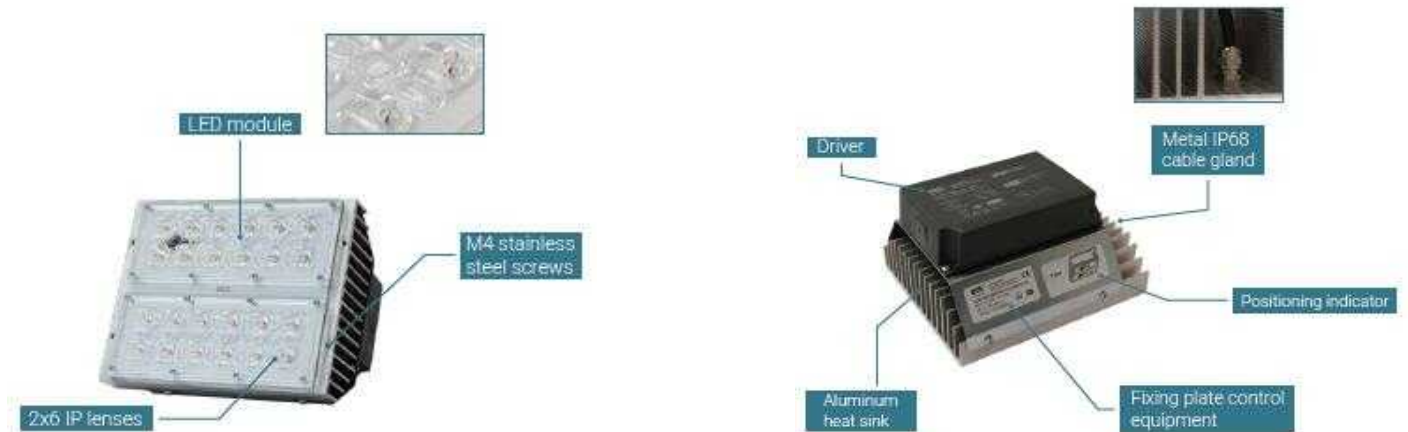 LED module
M4 stainless
steel screws
2x6 IP lenses
Driver
Metal IP68
cable gland
Positioning indicator
Aluminum
heat sink
Fixing plate control
equipment